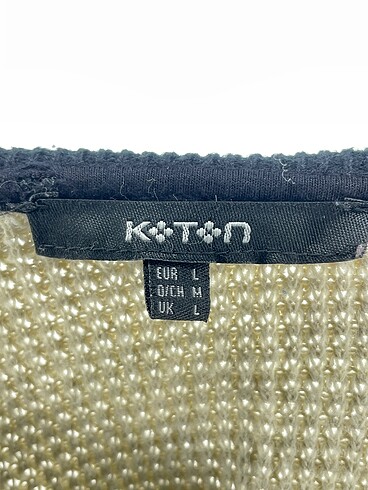 KOTON
EUR L
D/CH M
UK L